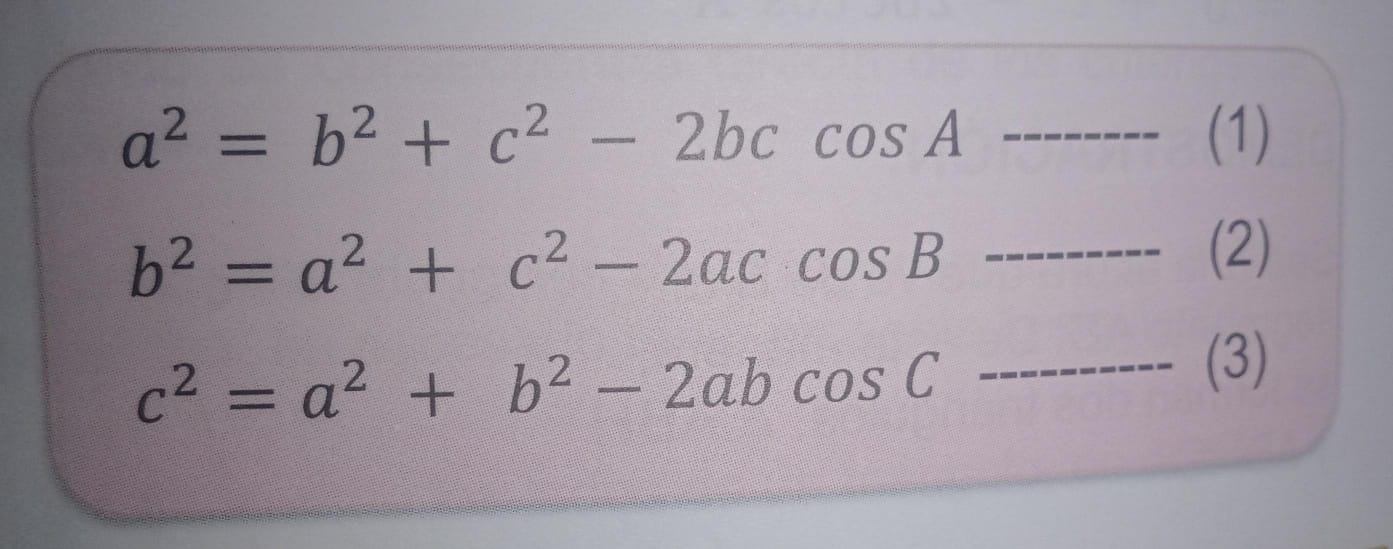 a² = b² + c² − 2bc cos A -------- (1)
b² = a² + c² − 2ac cos B --------- (2)
c² = a² + b² − 2ab cos C ---------- (3)